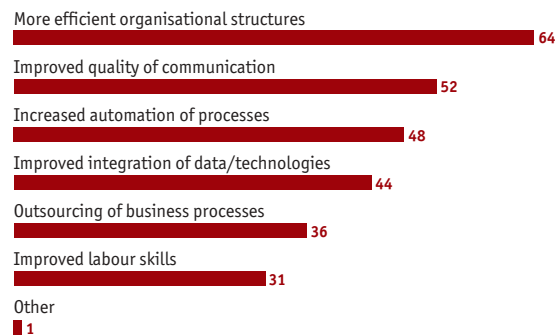 More efficient organisational structures
64
Improved quality of communication
52
Increased automation of processes
48
Improved integration of data/technologies
44
Outsourcing of business processes
36
Improved labour skills
31
Other
1